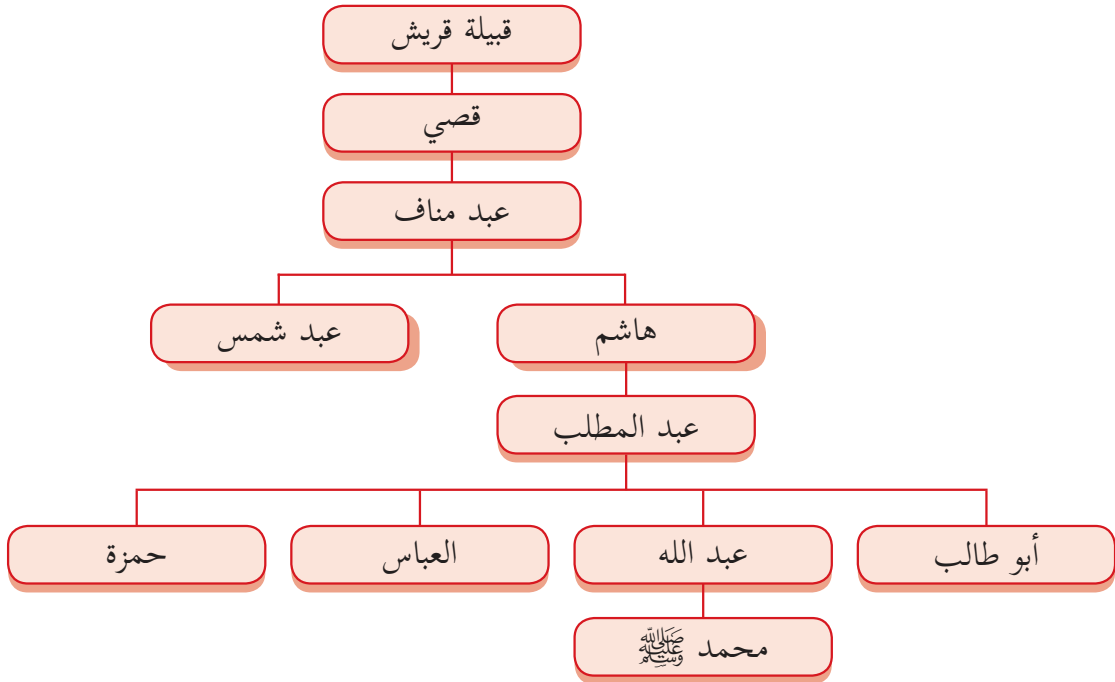 قبيلة قريش
قصي
عبد مناف
هاشم
عبد شمس
عبد المطلب
أبو طالب
عبد الله
العباس
حمزة
محمد ﷺ